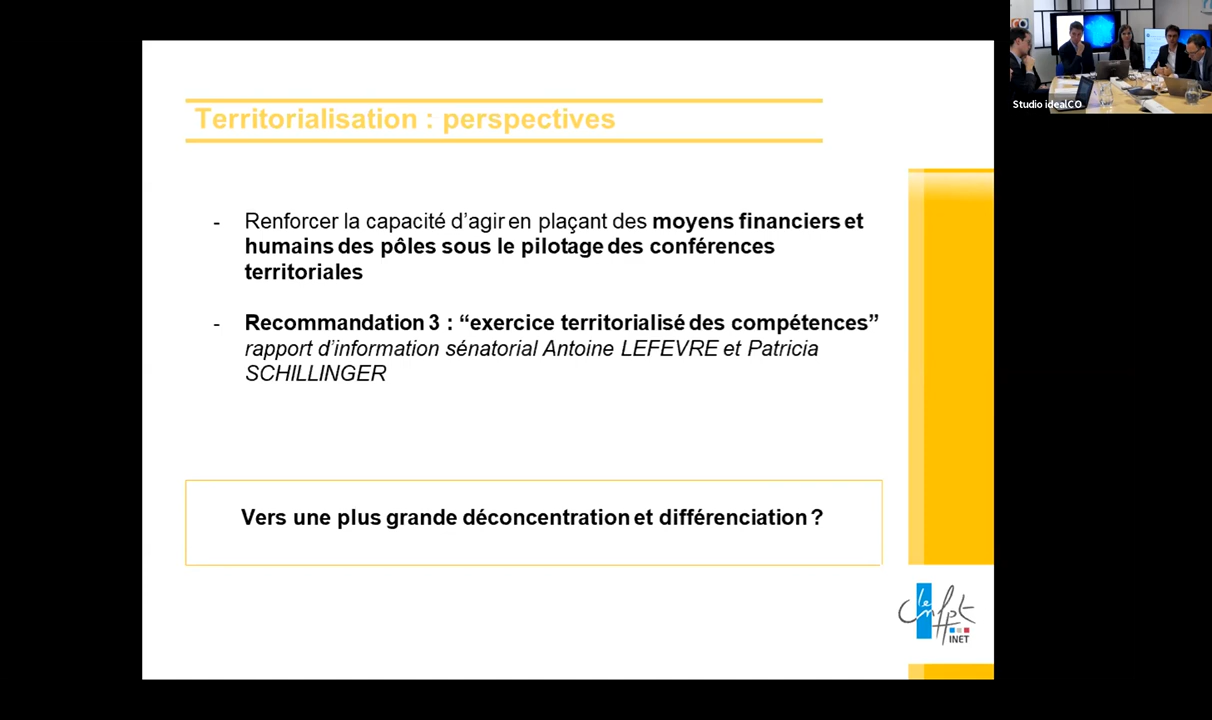 Studio idealCO
Territorialisation : perspectives
- Renforcer la capacité d’agir en plaçant des moyens financiers et
humains des pôles sous le pilotage des conférences
territoriales
- Recommandation 3 : “exercice territorialisé des compétences”
rapport d’information sénatorial Antoine LEFEVRE et Patricia
SCHILLINGER
Vers une plus grande déconcentration et différenciation ?
le
cnfpt
INET